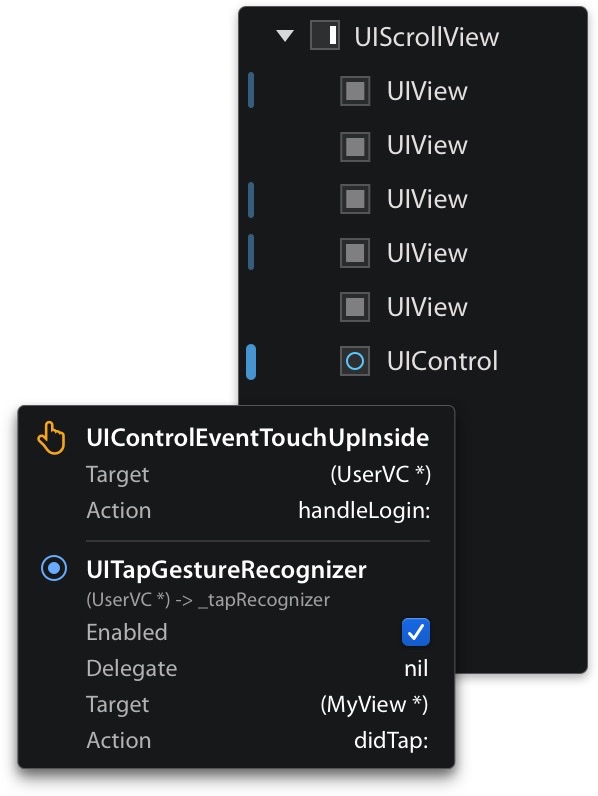 UIScrollView
UIView
UIView
UIView
UIView
UIView
UIControl
UIControlEventTouchUpInside
Target (UserVC *)
Action handleLogin:
UITapGestureRecognizer
(UserVC *) -> _tapRecognizer
Enabled
Delegate nil
Target (MyView *)
Action didTap: